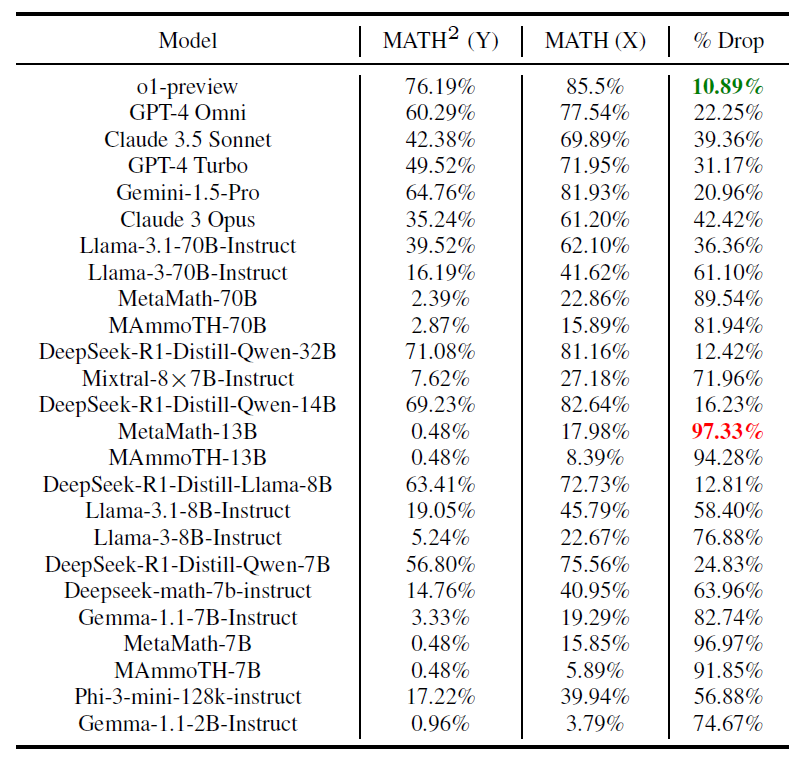 Model MATH² (Y) MATH (X) % Drop
o1-preview 76.19% 85.5% 10.89%
GPT-4 Omni 60.29% 77.54% 22.25%
Claude 3.5 Sonnet 42.38% 69.89% 39.36%
GPT-4 Turbo 49.52% 71.95% 31.17%
Gemini-1.5-Pro 64.76% 81.93% 20.96%
Claude 3 Opus 35.24% 61.20% 42.42%
Llama-3.1-70B-Instruct 39.52% 62.10% 36.36%
Llama-3-70B-Instruct 16.19% 41.62% 61.10%
MetaMath-70B 2.39% 22.86% 89.54%
MAmmoTH-70B 2.87% 15.89% 81.94%
DeepSeek-R1-Distill-Qwen-32B 71.08% 81.16% 12.42%
Mixtral-8×7B-Instruct 7.62% 27.18% 71.96%
DeepSeek-R1-Distill-Qwen-14B 69.23% 82.64% 16.23%
MetaMath-13B 0.48% 17.98% 97.33%
MAmmoTH-13B 0.48% 8.39% 94.28%
DeepSeek-R1-Distill-Llama-8B 63.41% 72.73% 12.81%
Llama-3.1-8B-Instruct 19.05% 45.79% 58.40%
Llama-3-8B-Instruct 5.24% 22.67% 76.88%
DeepSeek-R1-Distill-Qwen-7B 56.80% 75.56% 24.83%
Deepseek-math-7b-instruct 14.76% 40.95% 63.96%
Gemma-1.1-7B-Instruct 3.33% 19.29% 82.74%
MetaMath-7B 0.48% 15.85% 96.97%
MAmmoTH-7B 0.48% 5.89% 91.85%
Phi-3-mini-128k-instruct 17.22% 39.94% 56.88%
Gemma-1.1-2B-Instruct 0.96% 3.79% 74.67%